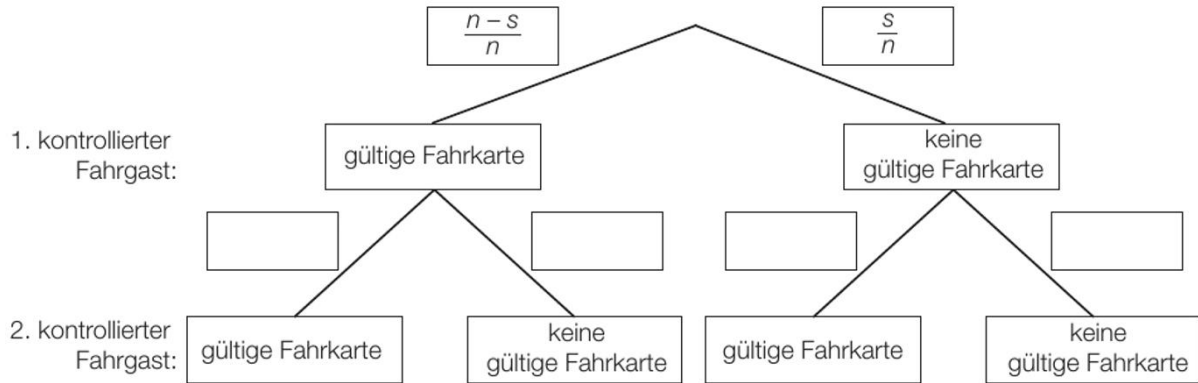 n – s
n
s
n
1. kontrollierter
Fahrgast:
gültige Fahrkarte
keine
gültige Fahrkarte
2. kontrollierter
Fahrgast:
gültige Fahrkarte
keine
gültige Fahrkarte
gültige Fahrkarte
keine
gültige Fahrkarte